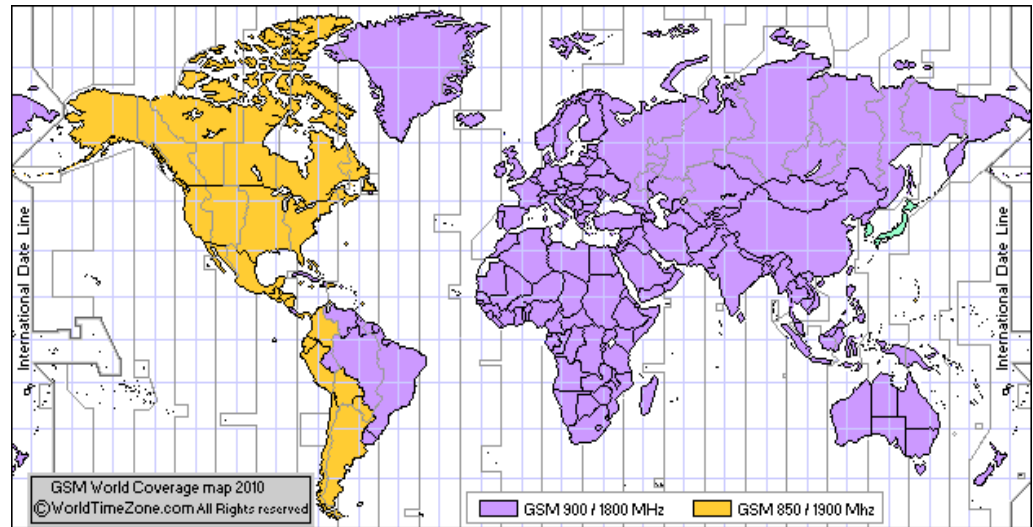 International Date Line
International Date Line
GSM World Coverage map 2010
©WorldTimeZone.com All Rights reserved
GSM 900 / 1800 MHz
GSM 850 / 1900 Mhz